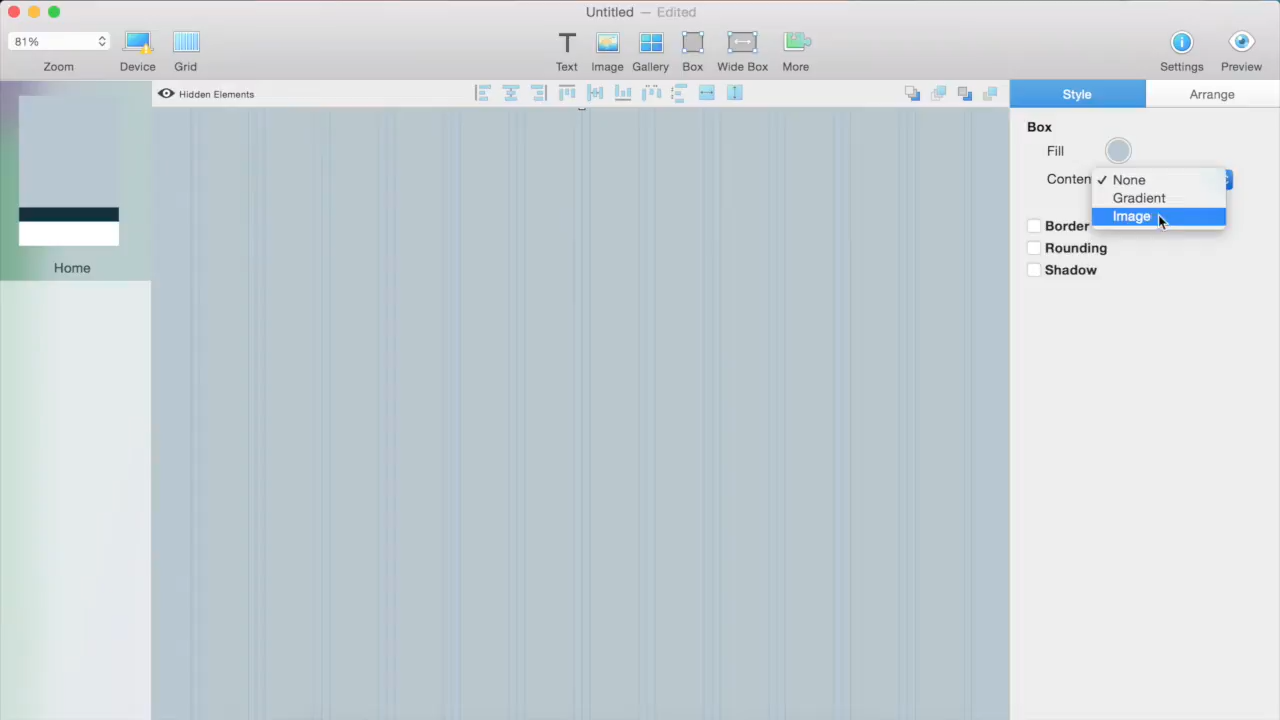 Untitled — Edited
81%
Zoom
Device
Grid
Text
Image
Gallery
Box
Wide Box
More
Settings
Preview
Hidden Elements
Style
Arrange
Home
Box
Fill
Conten
✓ None
Gradient
Image
Border
Rounding
Shadow